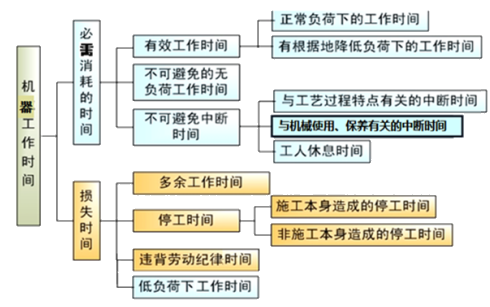 机器工作时间
必需消耗的时间
有效工作时间
正常负荷下的工作时间
有根据地降低负荷下的工作时间
不可避免的无
负荷工作时间
不可避免中断
时间
与工艺过程特点有关的中断时间
与机械使用、保养有关的中断时间
工人休息时间
损失时间
多余工作时间
停工时间
施工本身造成的停工时间
非施工本身造成的停工时间
违背劳动纪律时间
低负荷下工作时间